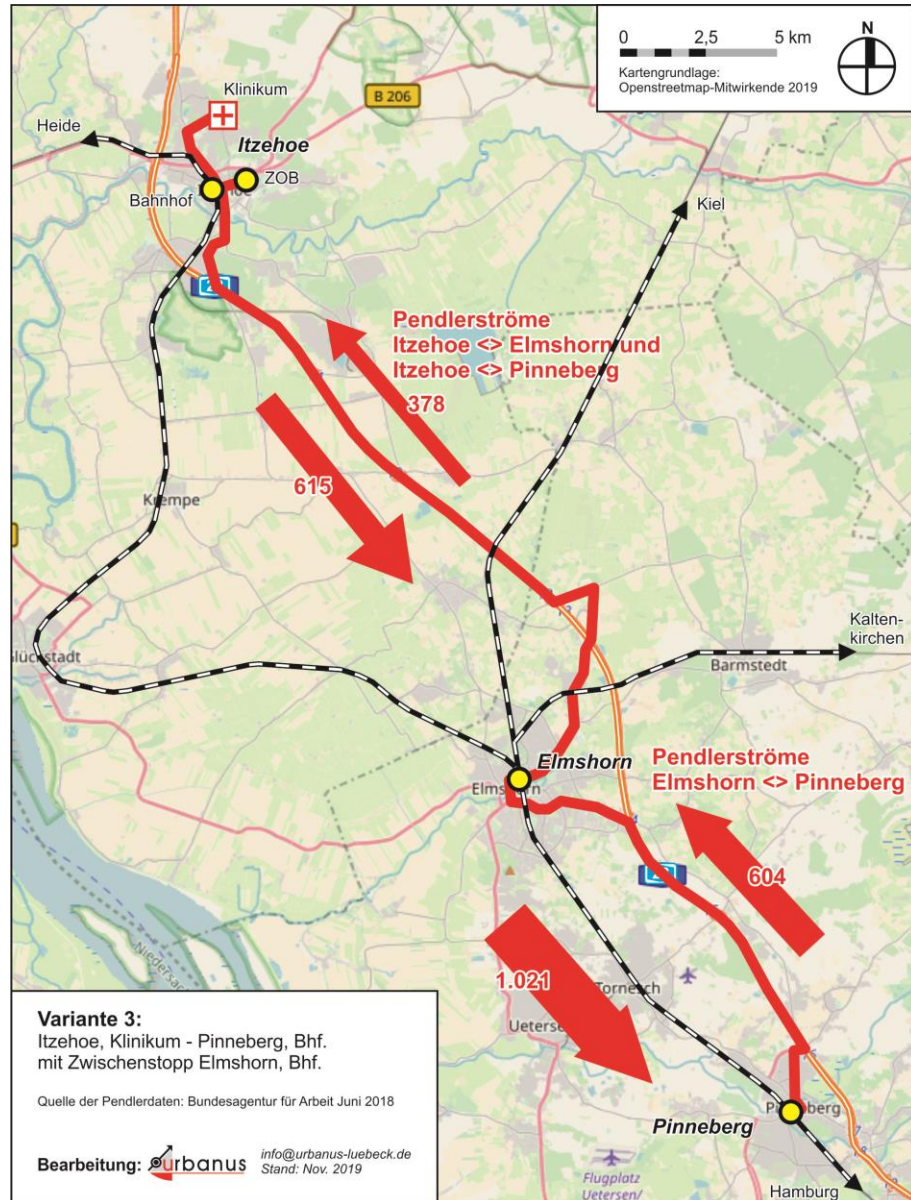 0 2,5 5 km
Kartengrundlage:
Openstreetmap-Mitwirkende 2019
N
Klinikum
B 206
Heide
Itzehoe
ZOB
Bahnhof
Kiel
Pendlerströme
Itzehoe <> Elmshorn und
Itzehoe <> Pinneberg
378
615
Krempe
Kalten-
kirchen
Barmstedt
Elmshorn
Pendlerströme
Elmshorn <> Pinneberg
604
1.021
Tornesch
Pinneberg
Flugplatz
Uetersen/
Hamburg
Variante 3:
Itzehoe, Klinikum - Pinneberg, Bhf.
mit Zwischenstopp Elmshorn, Bhf.
Quelle der Pendlerdaten: Bundesagentur für Arbeit Juni 2018
Bearbeitung: urbanus
info@urbanus-luebeck.de
Stand: Nov. 2019